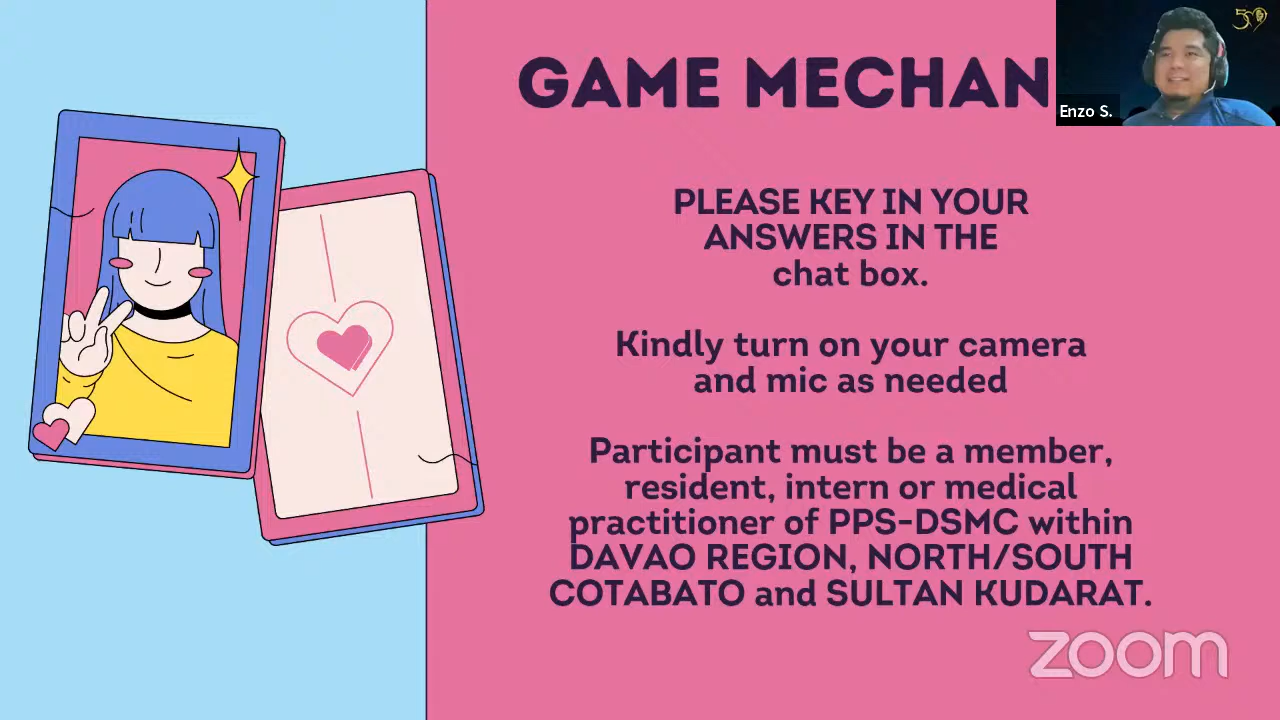 GAME MECHAN
50
Enzo S.
PLEASE KEY IN YOUR
ANSWERS IN THE
chat box.
Kindly turn on your camera
and mic as needed
Participant must be a member,
resident, intern or medical
practitioner of PPS-DSMC within
DAVAO REGION, NORTH/SOUTH
COTABATO and SULTAN KUDARAT.
zoom